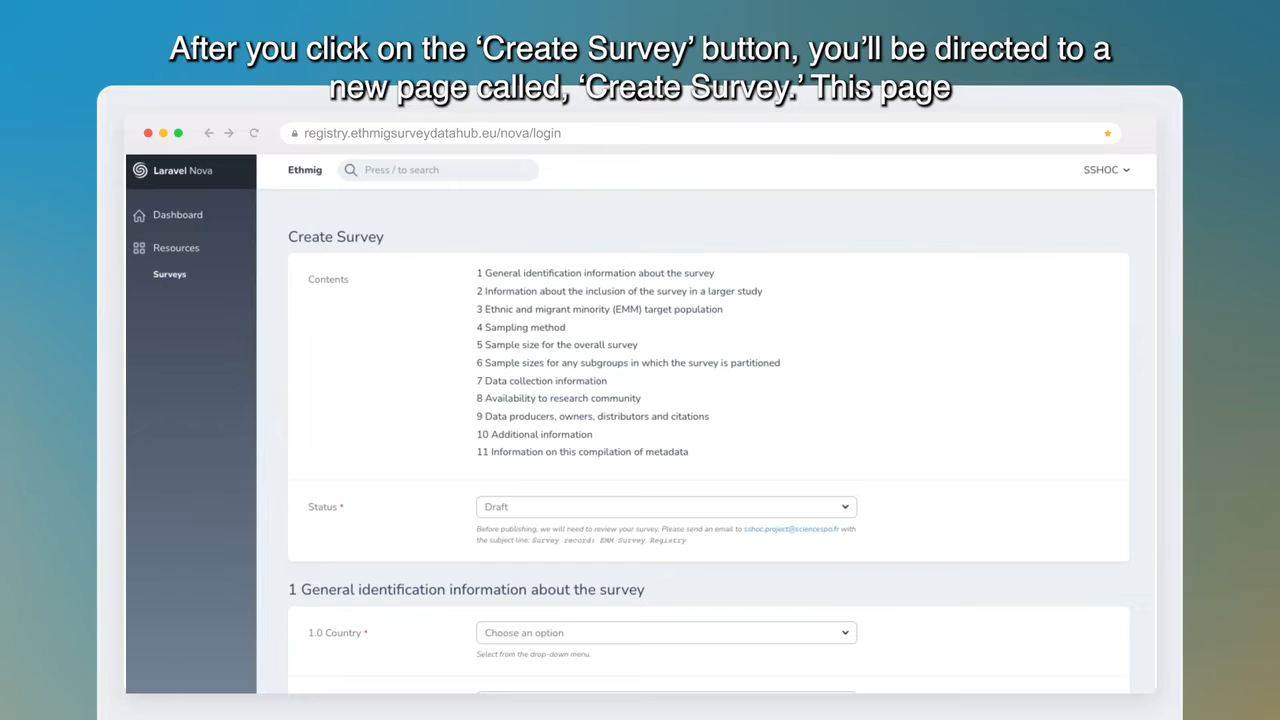 After you click on the ‘Create Survey’ button, you’ll be directed to a
new page called, ‘Create Survey.’ This page
registry.ethmigsurveydatahub.eu/nova/login
Laravel Nova
Ethmig
Press / to search
SSHOC
Dashboard
Resources
Surveys
Create Survey
Contents
1 General identification information about the survey
2 Information about the inclusion of the survey in a larger study
3 Ethnic and migrant minority (EMM) target population
4 Sampling method
5 Sample size for the overall survey
6 Sample sizes for any subgroups in which the survey is partitioned
7 Data collection information
8 Availability to research community
9 Data producers, owners, distributors and citations
10 Additional information
11 Information on this compilation of metadata
Status *
Draft
Before publishing, we will need to review your survey. Please send an email to sshoc.project@sciencespo.fr with
the subject line: Survey record: EMM Survey Registry
1 General identification information about the survey
1.0 Country *
Choose an option
Select from the drop-down menu.